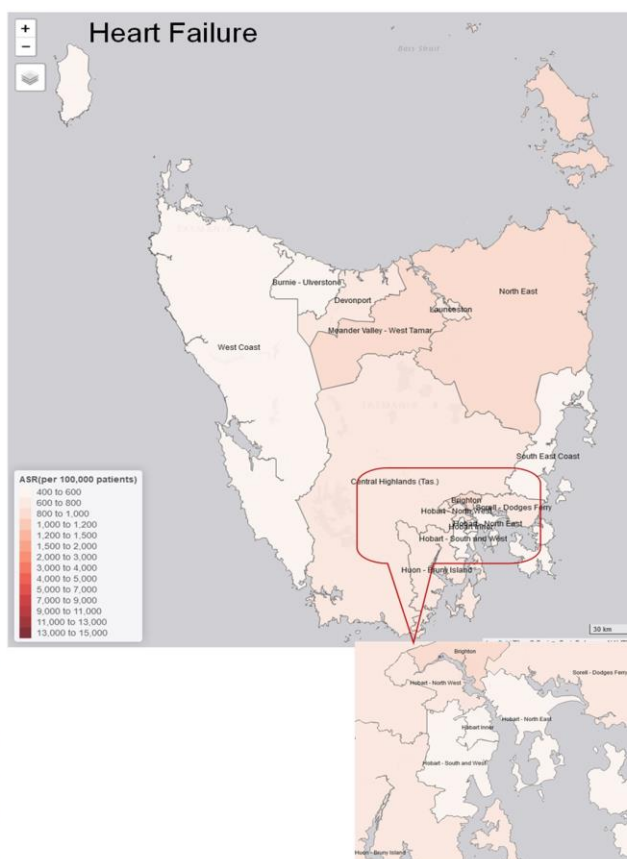 +
Heart Failure
−
Bass Strait
TASMANIA
Burnie - Ulverstone
Devonport
North East
Launceston
Meander Valley - West Tamar
West Coast
TASMANIA
South East Coast
ASR(per 100,000 patients)
400 to 600
600 to 800
800 to 1,000
1,000 to 1,200
1,200 to 1,500
1,500 to 2,000
2,000 to 3,000
3,000 to 4,000
4,000 to 5,000
5,000 to 7,000
7,000 to 9,000
9,000 to 11,000
11,000 to 13,000
13,000 to 15,000
Central Highlands (Tas.)
Brighton
Sorell - Dodges Ferry
Hobart - North West
Hobart - North East
Hobart Inner
Hobart - South and West
Huon - Bruny Island
30 km
Brighton
Sorell - Dodges Ferry
Hobart - North West
Hobart - North East
Hobart Inner
Hobart - South and West
Huon - Bruny Island